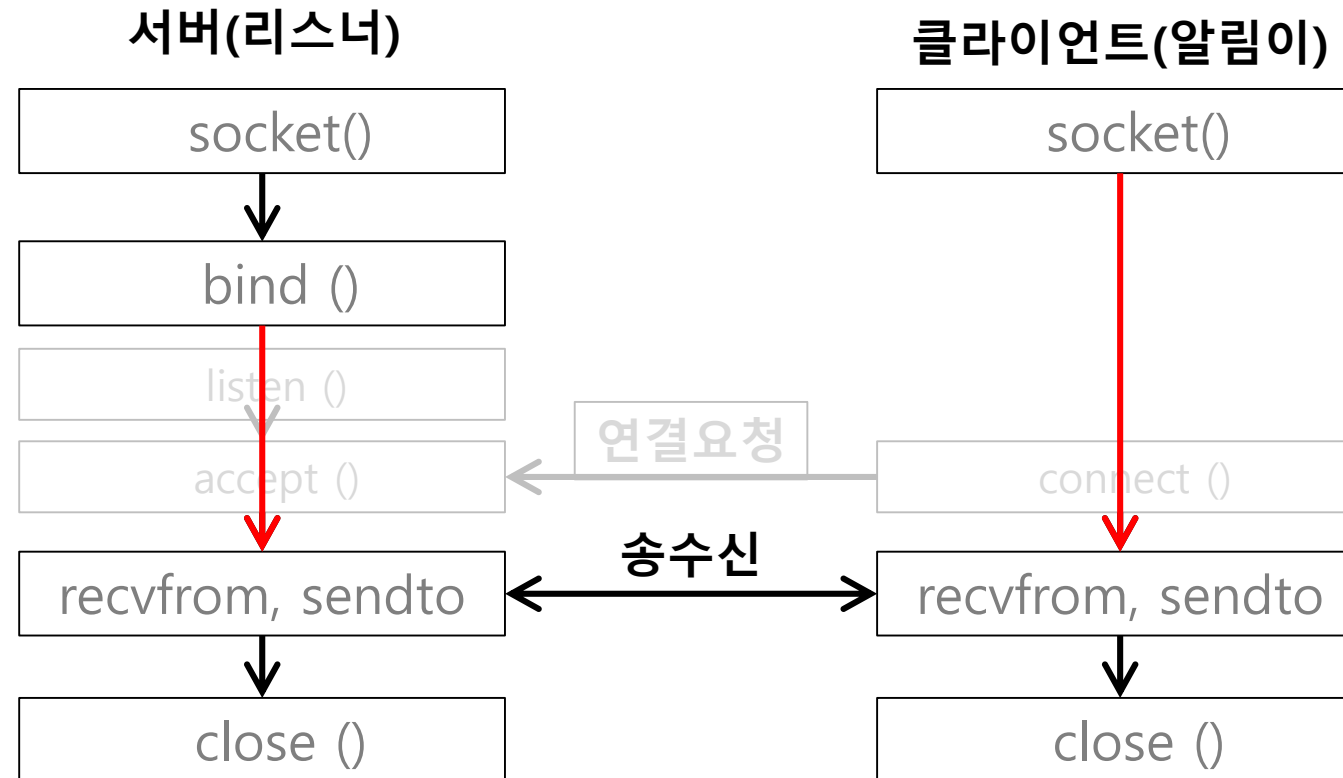 서버(리스너)
클라이언트(알림이)
socket()
socket()
bind ()
listen ()
연결요청
accept ()
connect ()
송수신
recvfrom, sendto
recvfrom, sendto
close ()
close ()